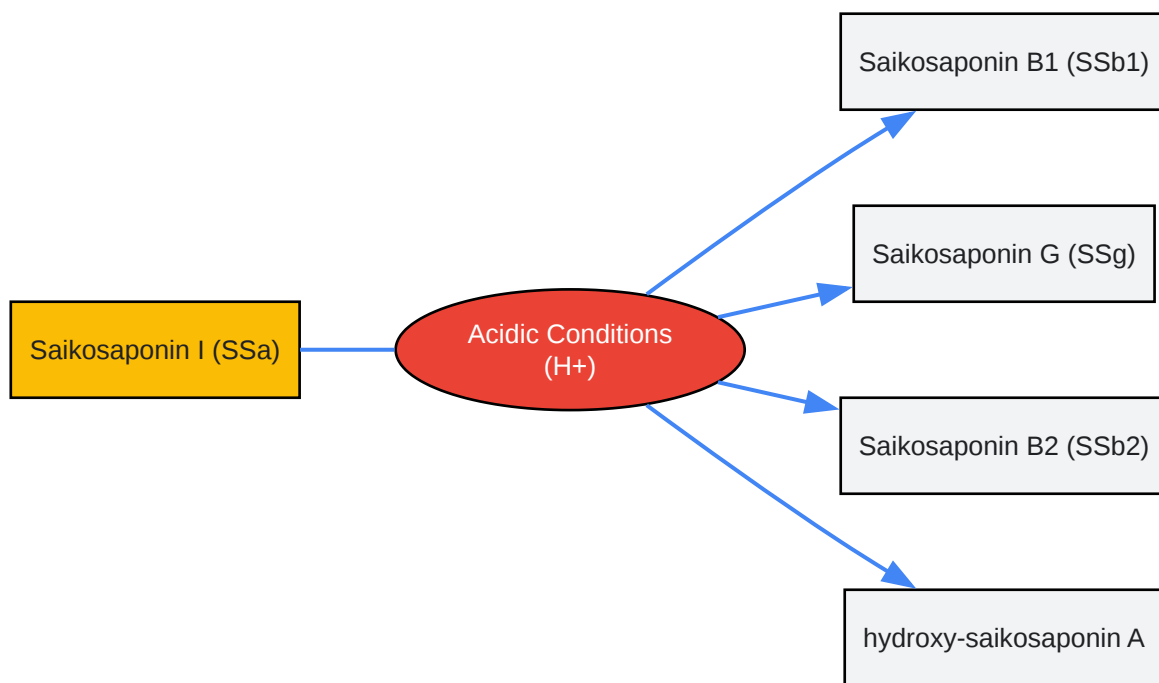 Saikosaponin B1 (SSb1)
Saikosaponin G (SSg)
Saikosaponin I (SSa)
Acidic Conditions
(H+)
Saikosaponin B2 (SSb2)
hydroxy-saikosaponin A